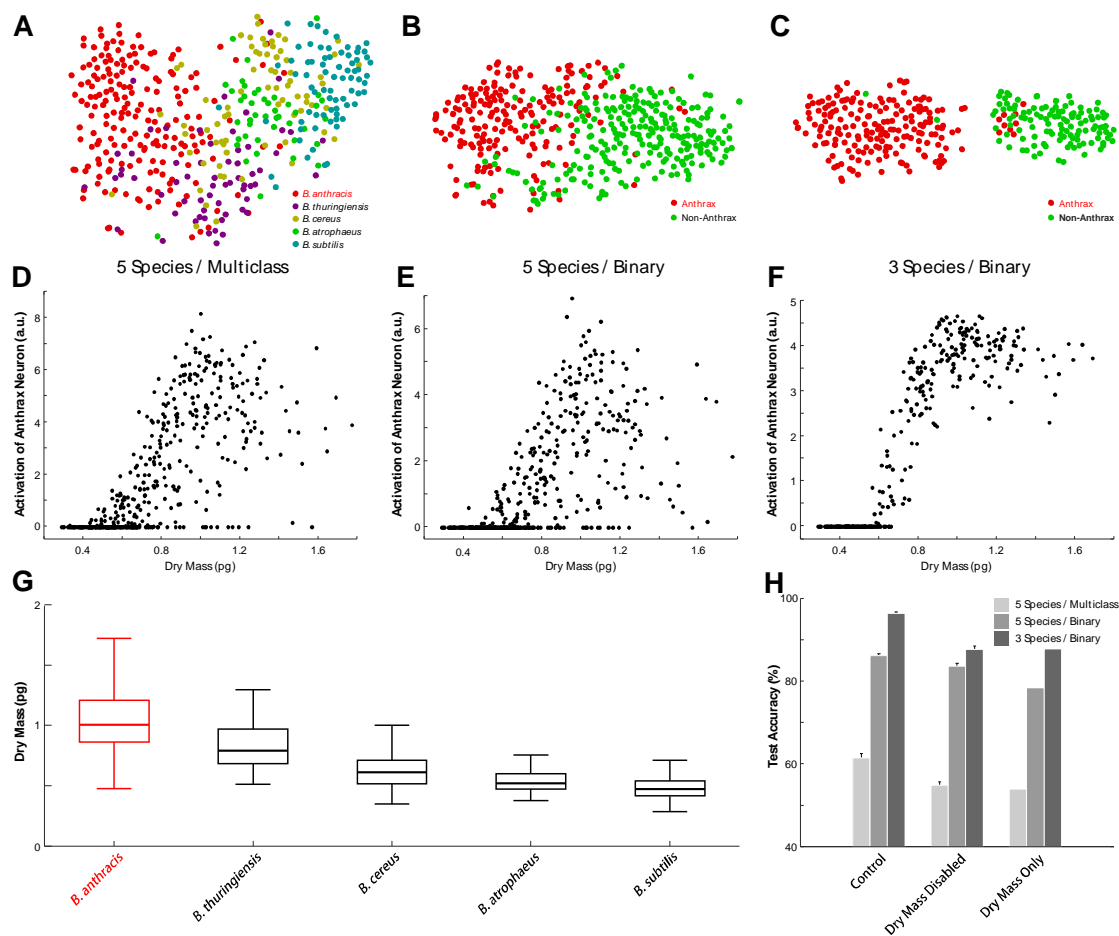 A
B. anthracis
B. thuringiensis
B. cereus
B. atrophaeus
B. subtilis
B
Anthrax
Non-Anthrax
C
Anthrax
Non-Anthrax
D
5 Species / Multiclass
Activation of Anthrax Neuron (a.u.)
8
6
4
2
0
0.4 0.8 1.2 1.6
Dry Mass (pg)
E
5 Species / Binary
Activation of Anthrax Neuron (a.u.)
6
4
2
0
0.4 0.8 1.2 1.6
Dry Mass (pg)
F
3 Species / Binary
Activation of Anthrax Neuron (a.u.)
5
4
3
2
1
0
0.4 0.8 1.2 1.6
Dry Mass (pg)
G
Dry Mass (pg)
2
1
0
B. anthracis
B. thuringiensis
B. cereus
B. atrophaeus
B. subtilis
H
Test Accuracy (%)
100
80
60
40
5 Species / Multiclass
5 Species / Binary
3 Species / Binary
Control
Dry Mass Disabled
Dry Mass Only